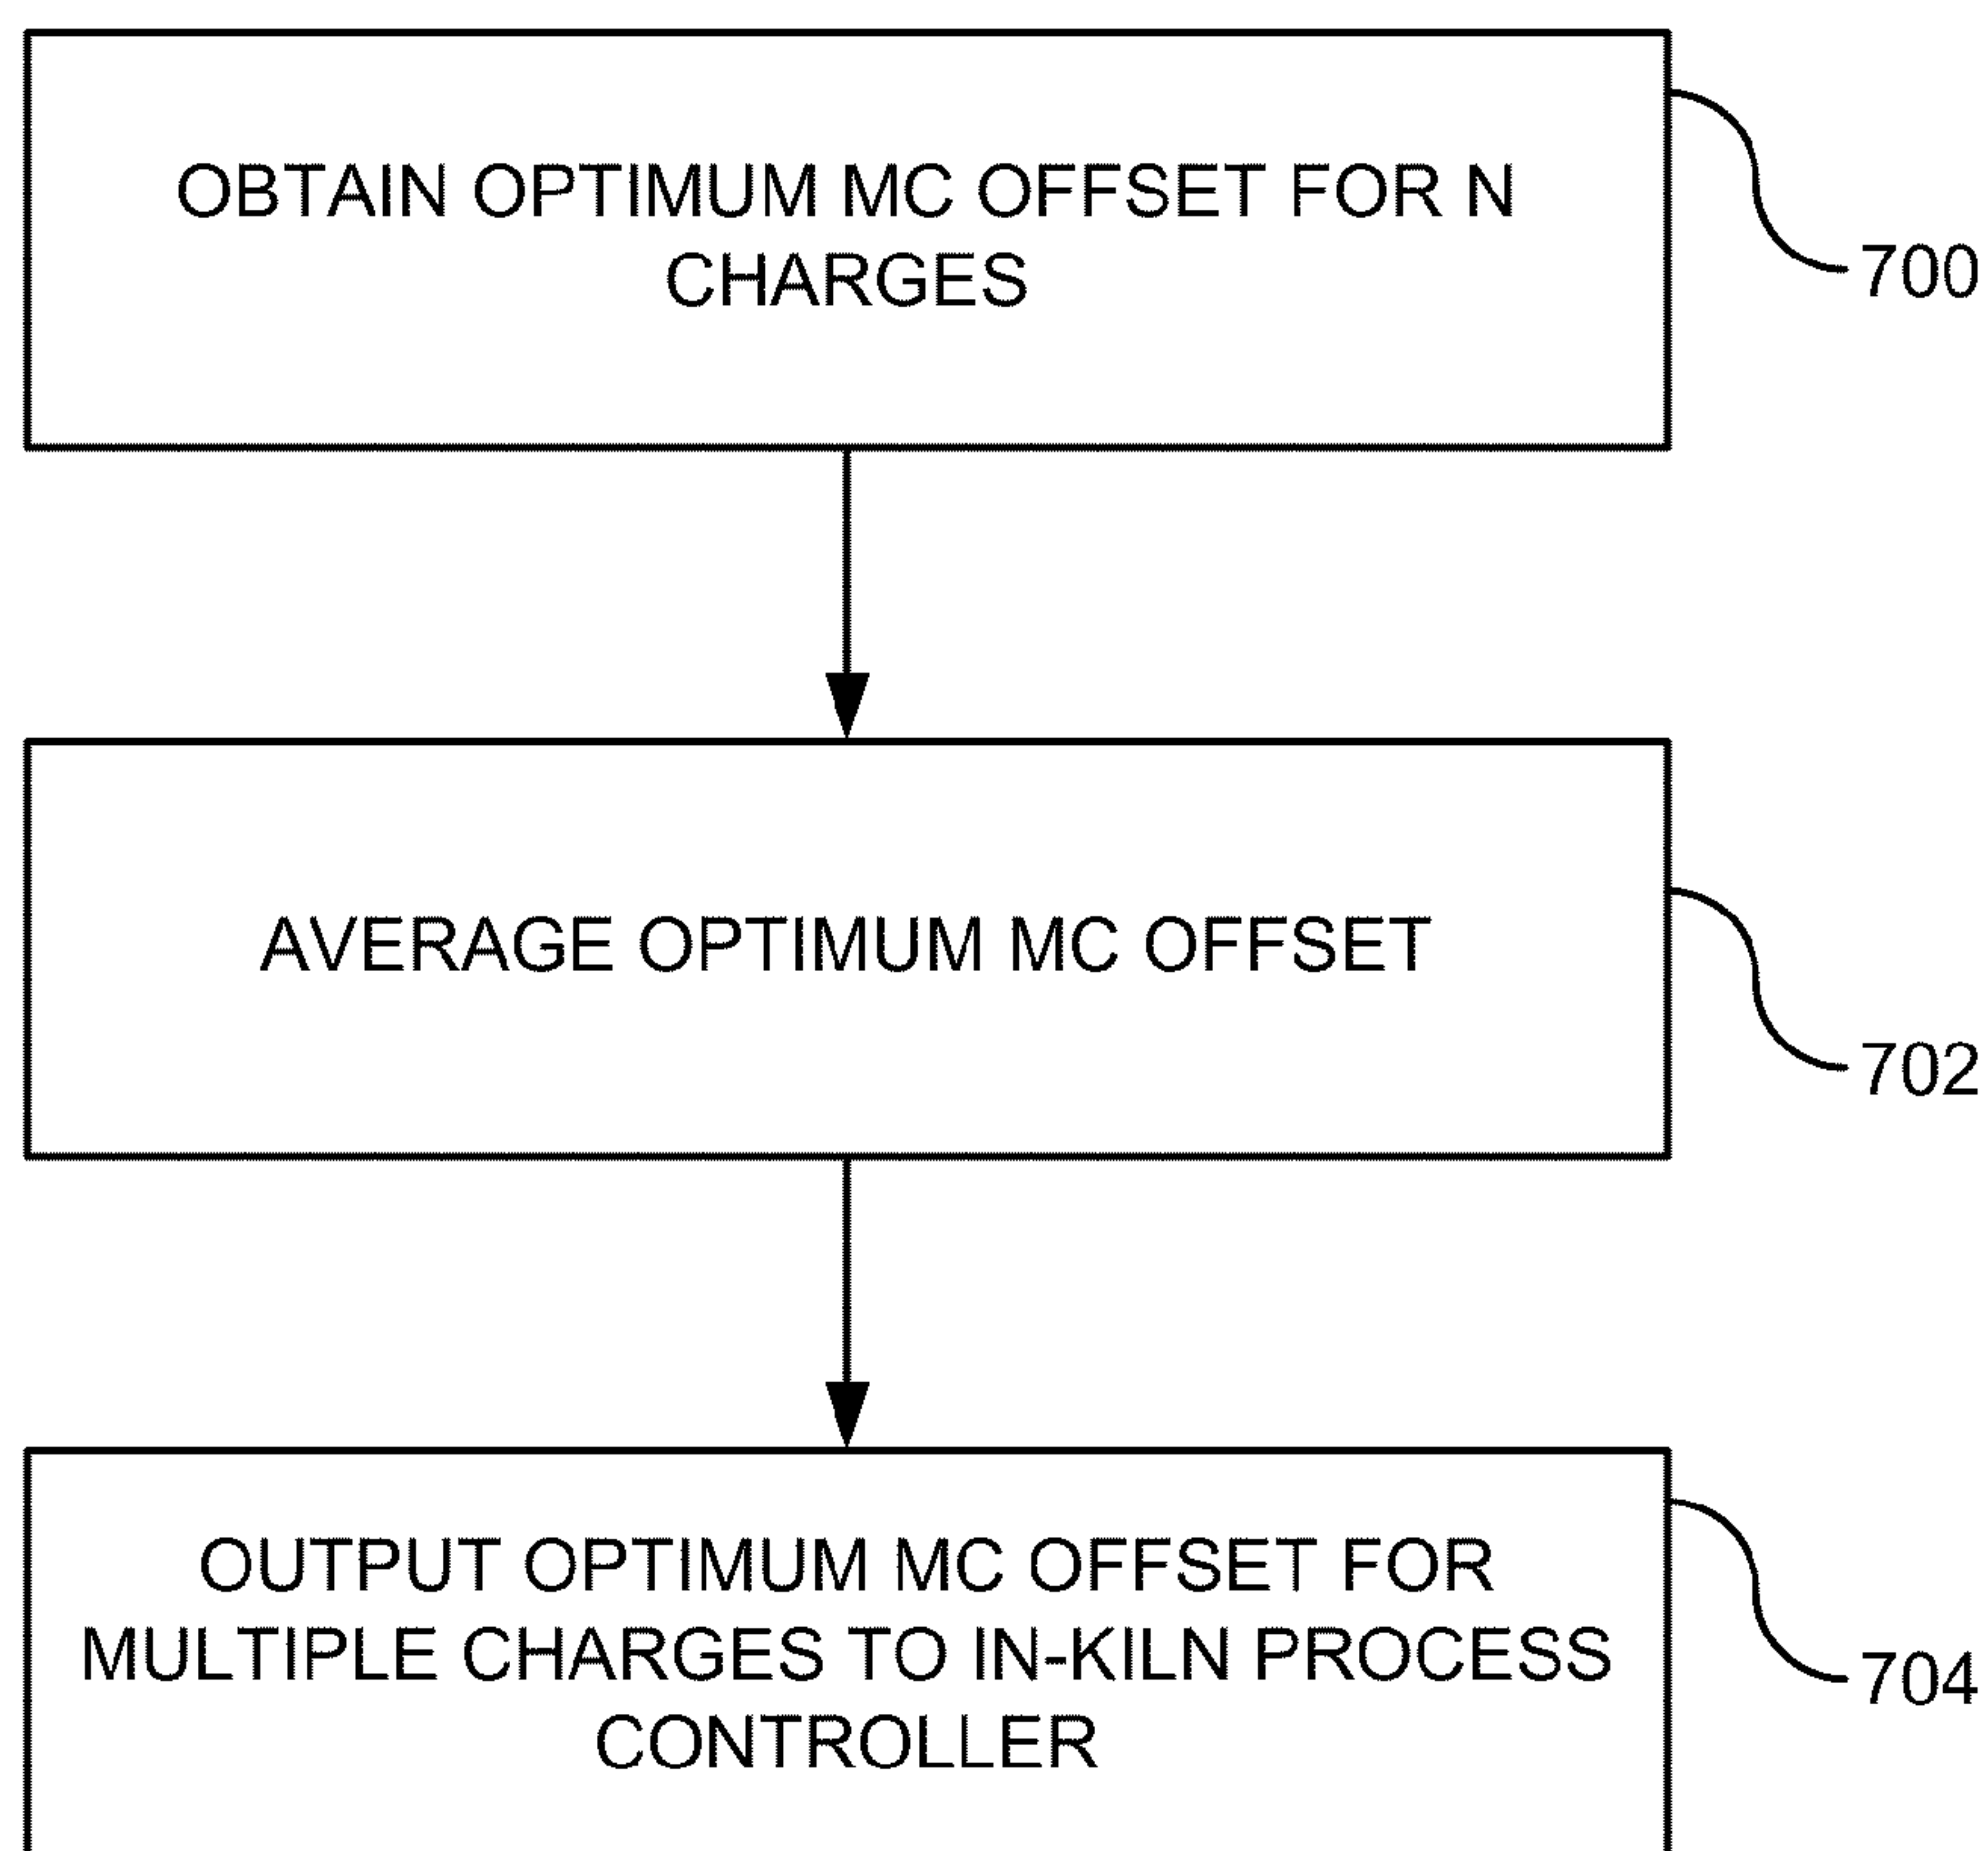 OBTAIN OPTIMUM MC OFFSET FOR N
CHARGES
700
AVERAGE OPTIMUM MC OFFSET
702
OUTPUT OPTIMUM MC OFFSET FOR
MULTIPLE CHARGES TO IN-KILN PROCESS
CONTROLLER
704